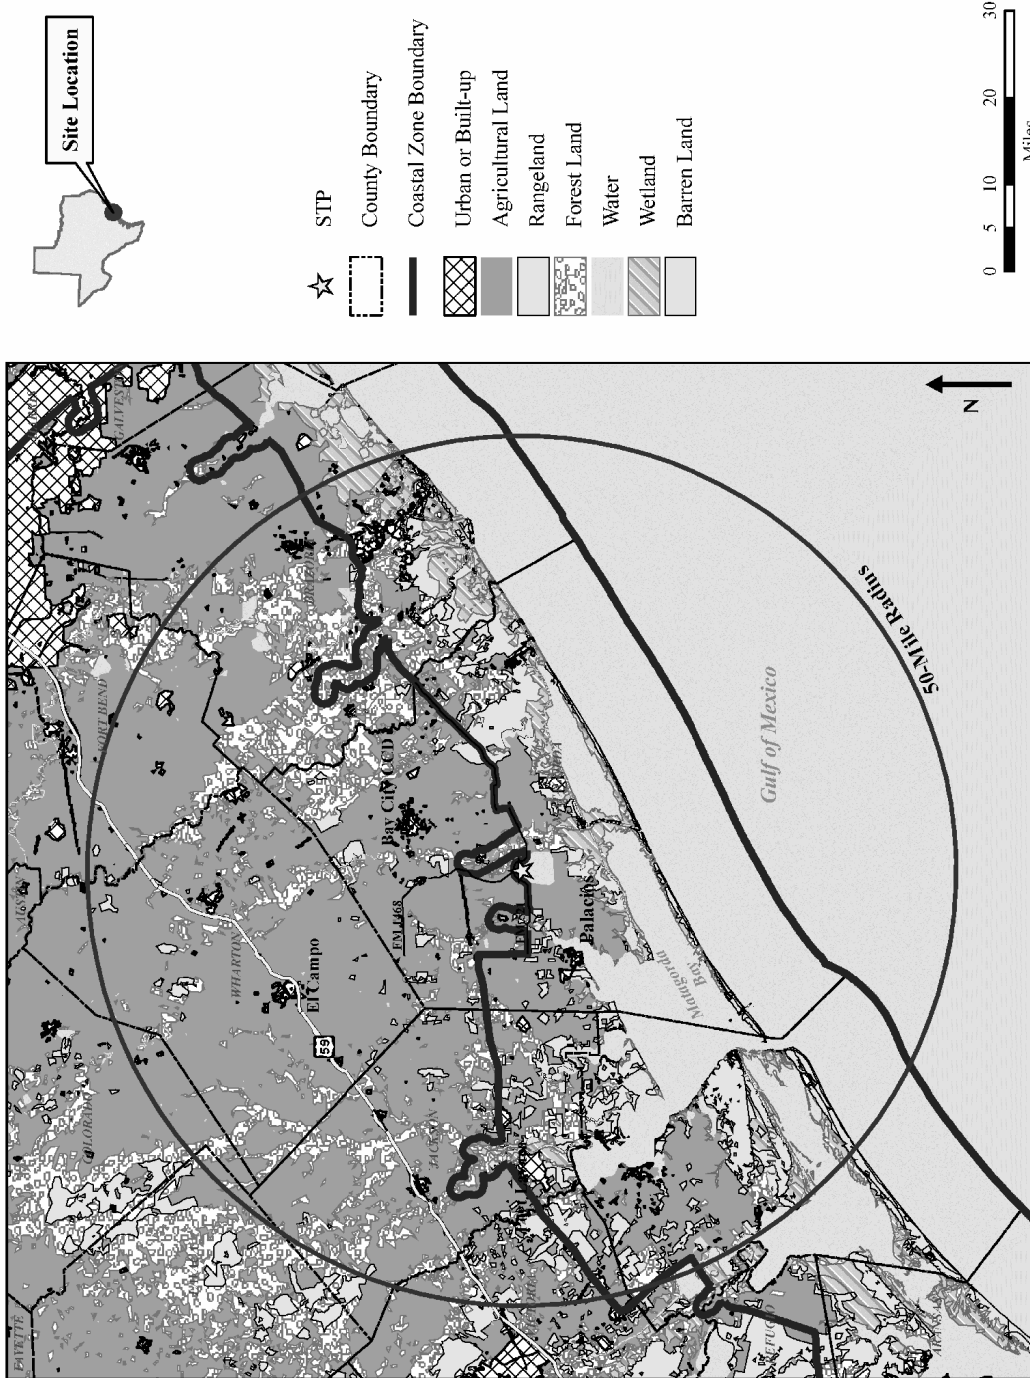 Site Location
STP
County Boundary
Coastal Zone Boundary
Urban or Built-up
Agricultural Land
Rangeland
Forest Land
Water
Wetland
Barren Land
0 5 10 20 30
Miles
N
50-Mile Radius
Gulf of Mexico
Matagorda
Bay
Palacios
Bay City CCD
FM 1468
El Campo
59
WHARTON
JACKSON
FORT BEND
AUSTIN
COLORADO
FAYETTE